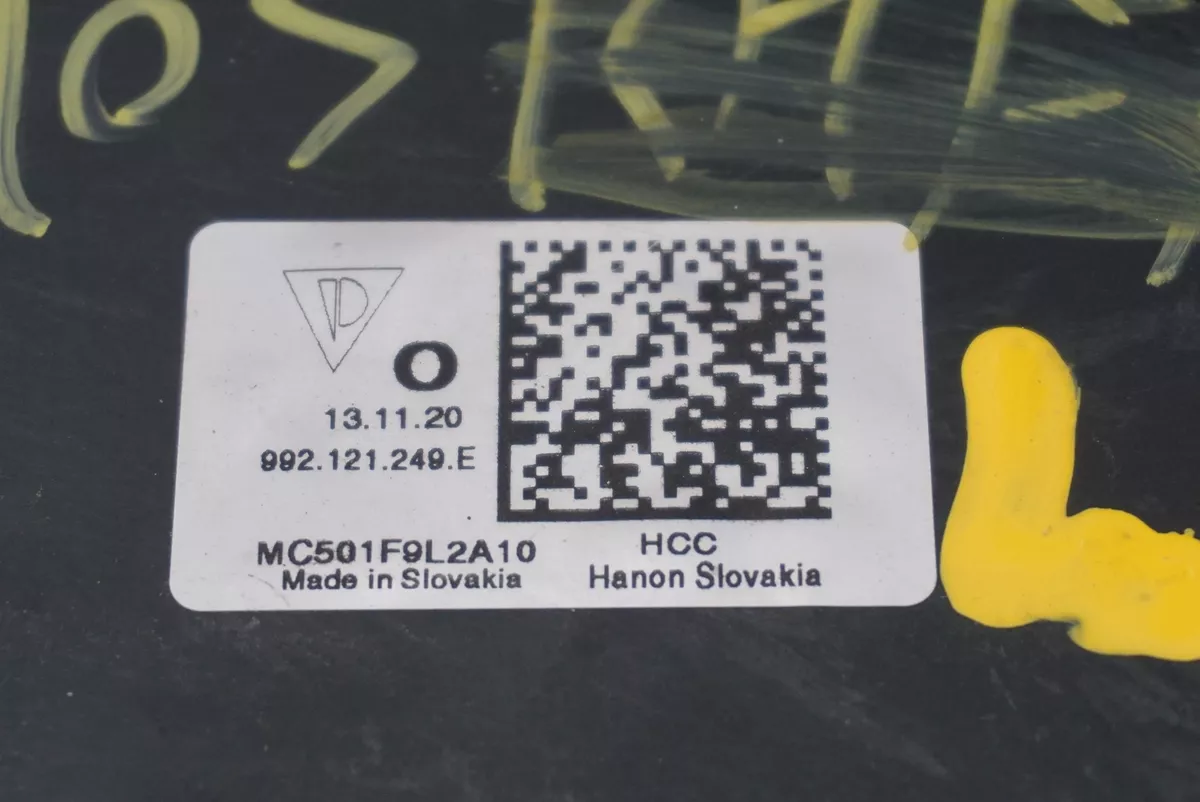 O
13.11.20
992.121.249.E
MC501F9L2A10
Made in Slovakia
HCC
Hanon Slovakia
L